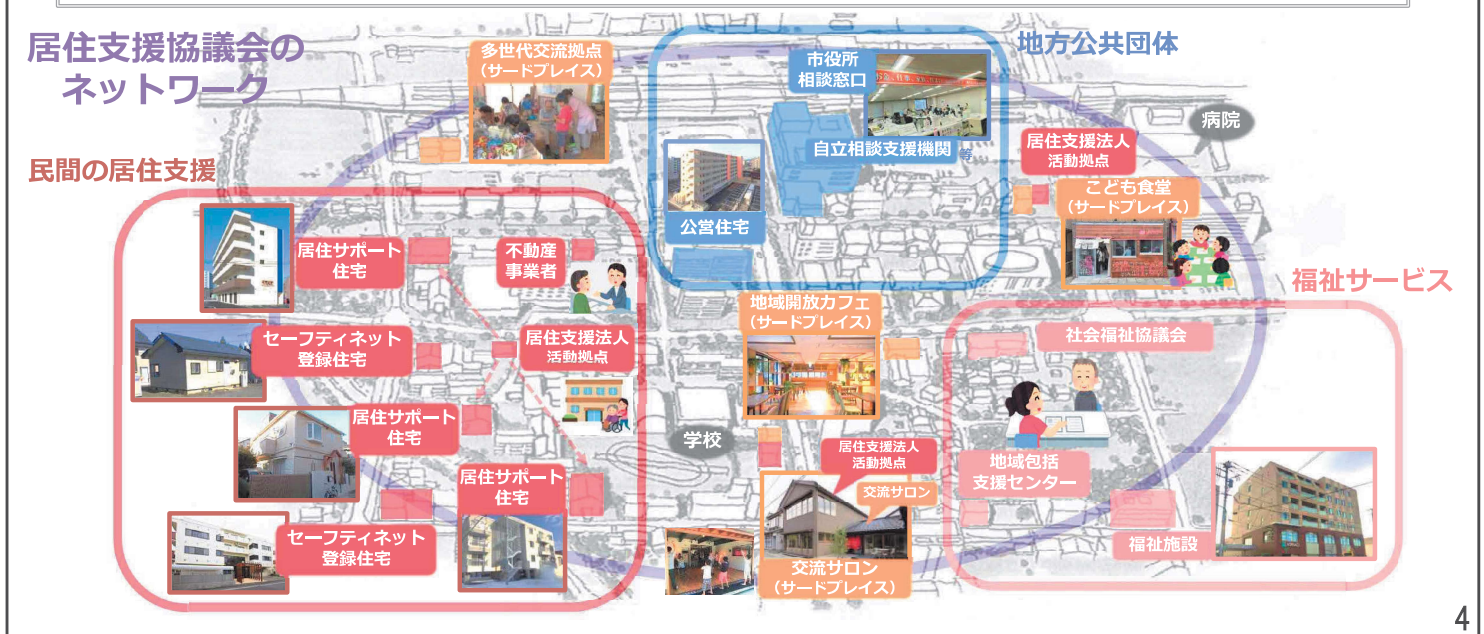 居住支援協議会の
ネットワーク
多世代交流拠点
（サードプレイス）
地方公共団体
市役所
相談窓口
自立相談支援機関 等
公営住宅
病院
居住支援法人
活動拠点
こども食堂
（サードプレイス）
民間の居住支援
居住サポート
住宅
不動産
事業者
セーフティネット
登録住宅
居住支援法人
活動拠点
居住サポート
住宅
居住サポート
住宅
セーフティネット
登録住宅
地域開放カフェ
（サードプレイス）
学校
居住支援法人
活動拠点
交流サロン
交流サロン
（サードプレイス）
福祉サービス
社会福祉協議会
地域包括
支援センター
福祉施設
4